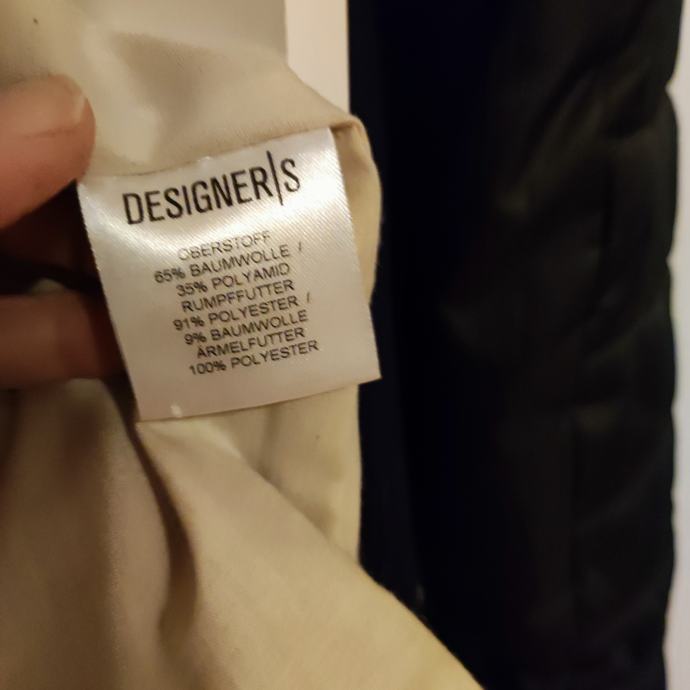 DESIGNER|S
OBERSTOFF
65% BAUMWOLLE /
35% POLYAMID
RUMPFFUTTER
91% POLYESTER /
9% BAUMWOLLE
ÄRMELFUTTER
100% POLYESTER